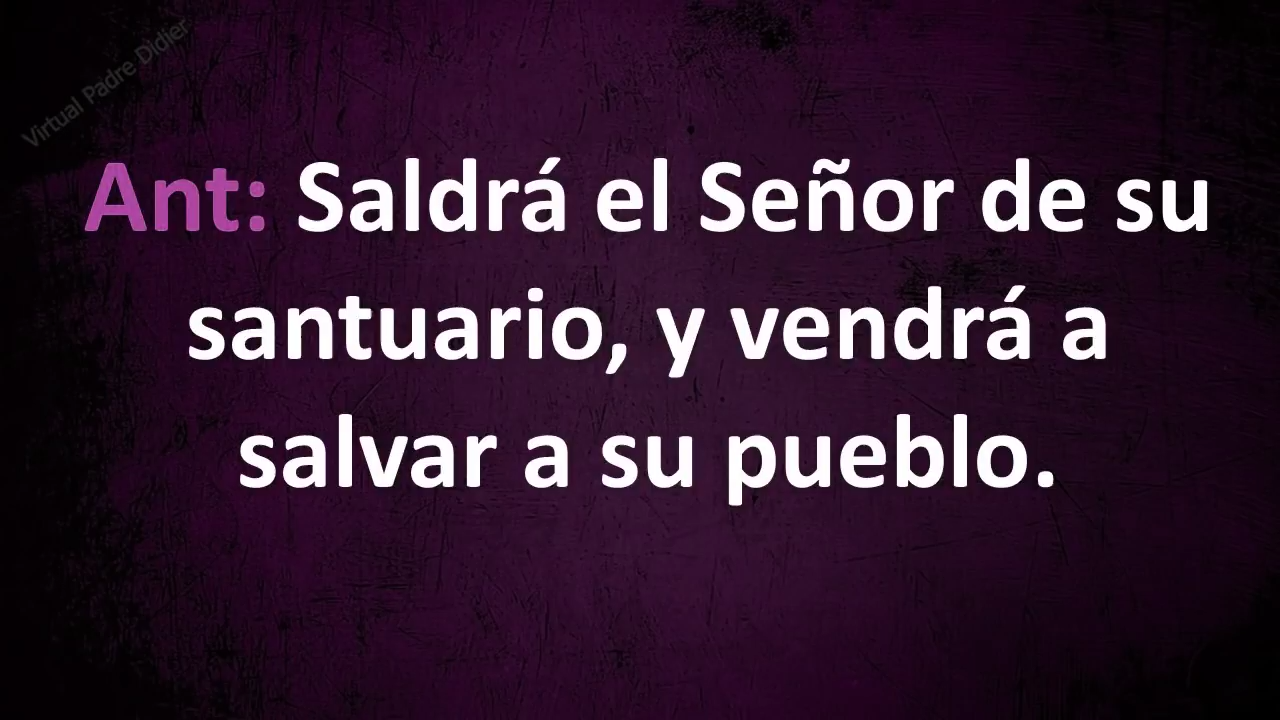 Virtual Padre Didier
Ant: Saldrá el Señor de su
santuario, y vendrá a
salvar a su pueblo.